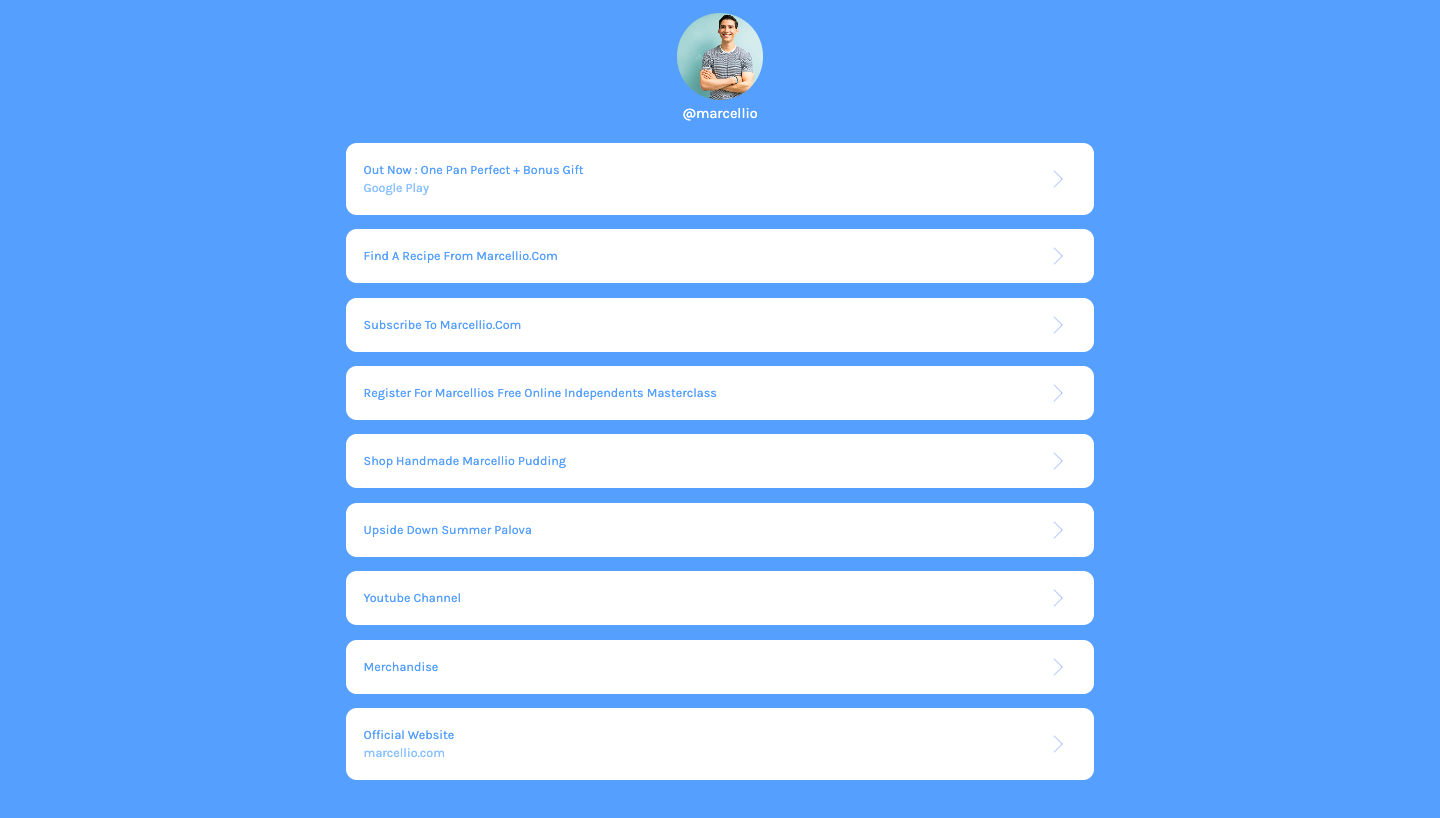 @marcellio
Out Now : One Pan Perfect + Bonus Gift
Google Play
Find A Recipe From Marcellio.Com
Subscribe To Marcellio.Com
Register For Marcellios Free Online Independents Masterclass
Shop Handmade Marcellio Pudding
Upside Down Summer Palova
Youtube Channel
Merchandise
Official Website
marcellio.com